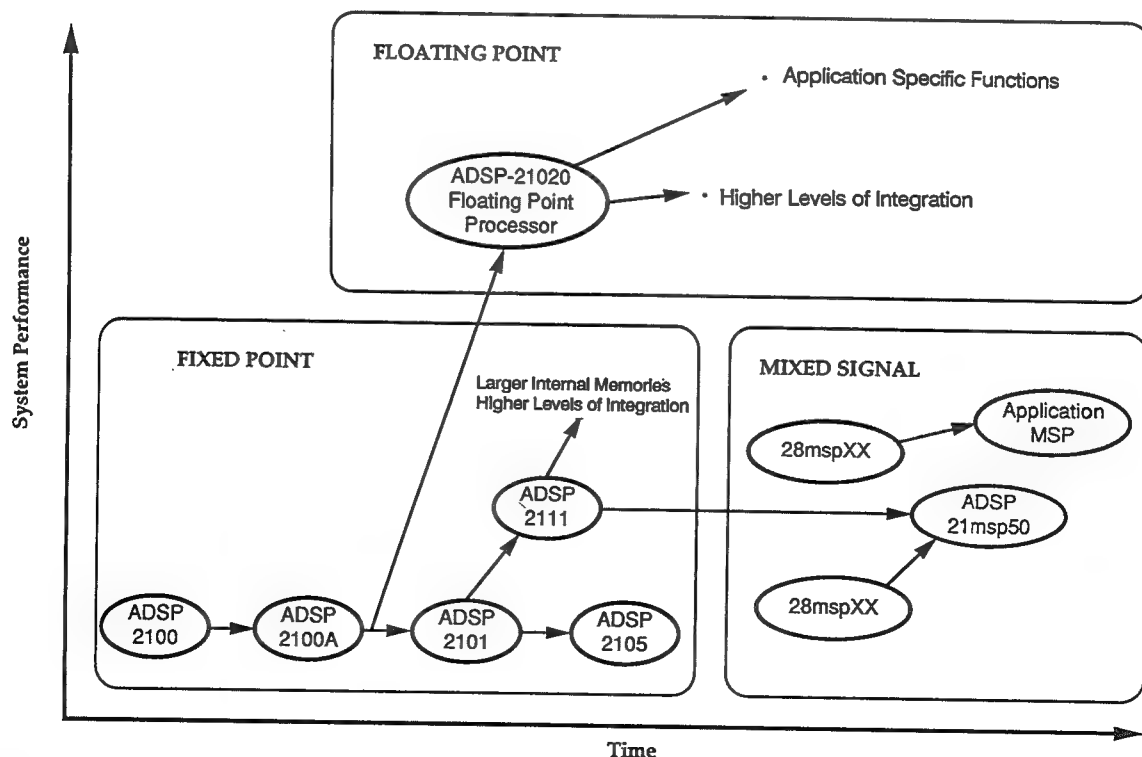 FLOATING POINT
· Application Specific Functions
ADSP-21020
Floating Point
Processor
· Higher Levels of Integration
System Performance
FIXED POINT
Larger Internal Memories
Higher Levels of Integration
ADSP
2111
ADSP
2100
ADSP
2100A
ADSP
2101
ADSP
2105
MIXED SIGNAL
28mspXX
Application
MSP
ADSP
21msp50
28mspXX
Time